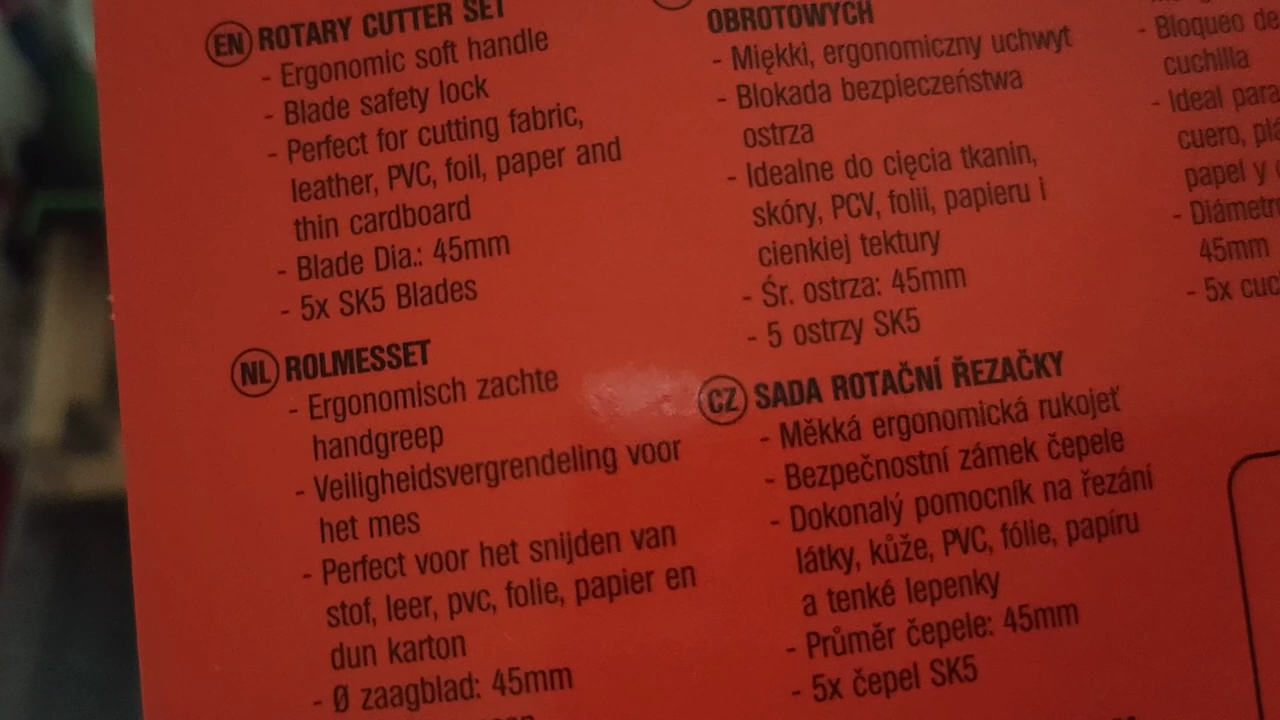 EN ROTARY CUTTER SET
- Ergonomic soft handle
- Blade safety lock
- Perfect for cutting fabric,
leather, PVC, foil, paper and
thin cardboard
- Blade Dia.: 45mm
- 5x SK5 Blades
NL ROLMESSET
- Ergonomisch zachte
handgreep
- Veiligheidsvergrendeling voor
het mes
- Perfect voor het snijden van
stof, leer, pvc, folie, papier en
dun karton
- Ø zaagblad: 45mm
OBROTOWYCH
- Miękki, ergonomiczny uchwyt
- Blokada bezpieczeństwa
ostrza
- Idealne do cięcia tkanin,
skóry, PCV, folii, papieru i
cienkiej tektury
- Śr. ostrza: 45mm
- 5 ostrzy SK5
CZ SADA ROTAČNÍ ŘEZAČKY
- Měkká ergonomická rukojeť
- Bezpečnostní zámek čepele
- Dokonalý pomocník na řezání
látky, kůže, PVC, fólie, papíru
a tenké lepenky
- Průměr čepele: 45mm
- 5x čepel SK5
- Bloqueo de
cuchilla
- Ideal para
cuero,
papel y
45mm
- 5x